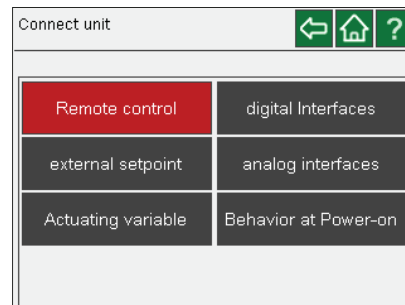 Connect unit
?
Remote control
digital Interfaces
external setpoint
analog interfaces
Actuating variable
Behavior at Power-on